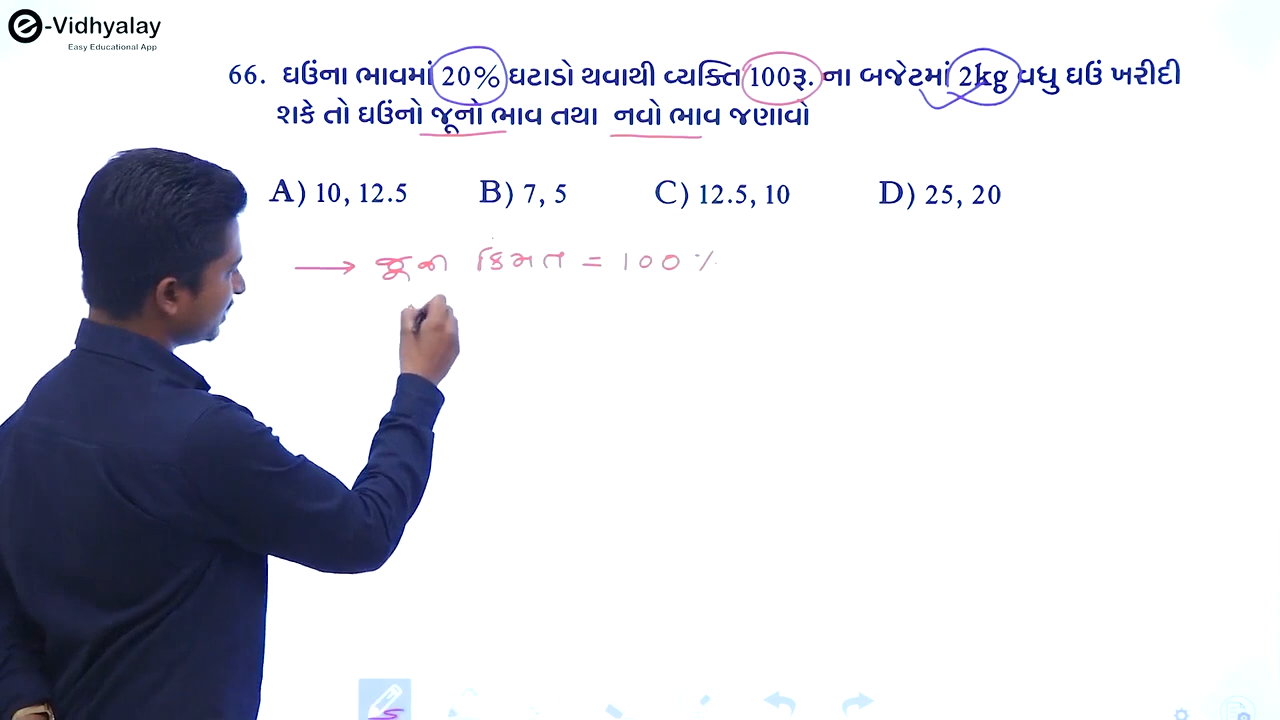 e-Vidhyalay
Easy Educational App
66. ઘઉંના ભાવમાં 20% ઘટાડો થવાથી વ્યક્તિ 100રૂ. ના બજેટમાં 2kg વધુ ઘઉં ખરીદી
શકે તો ઘઉંનો જૂનો ભાવ તથા નવો ભાવ જણાવો
A) 10, 12.5 B) 7, 5 C) 12.5, 10 D) 25, 20
→ જૂની કિંમત = 100 %